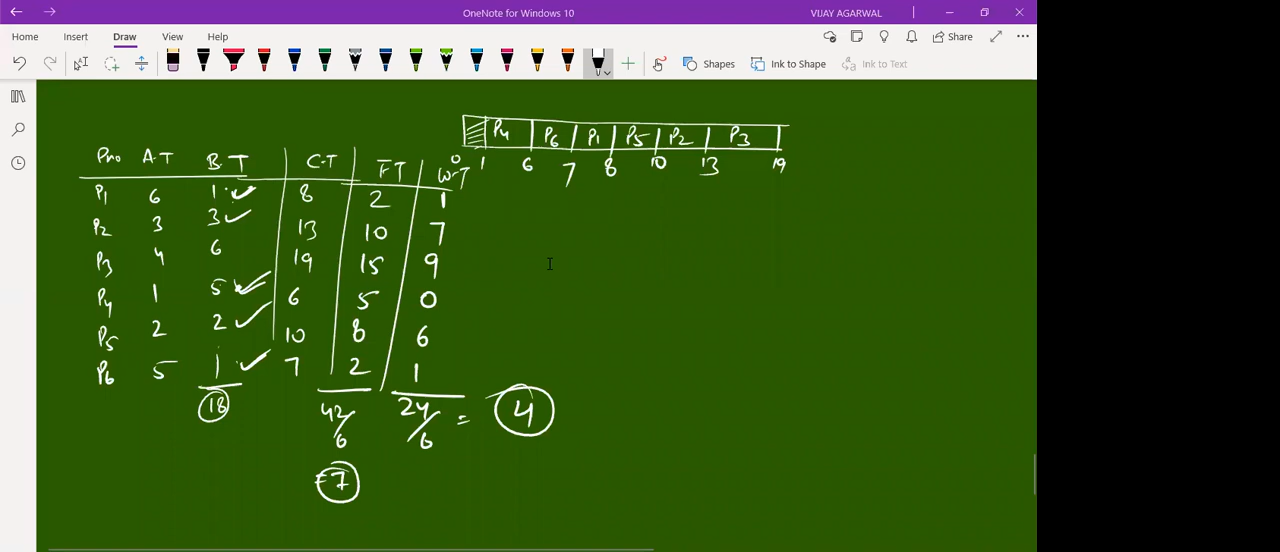 OneNote for Windows 10
VIJAY AGARWAL
Home Insert Draw View Help
Share
Shapes Ink to Shape Ink to Text
P4 P6 P1 P5 P2 P3
0 1 6 7 8 10 13 19
Pno A.T B.T C.T F.T W.T
P1 6 1 8 2 1
P2 3 3 13 10 7
P3 4 6 19 15 9
P4 1 5 6 5 0
P5 2 2 10 8 6
P6 5 1 7 2 1
18
42/6 24/6 = 4
=7